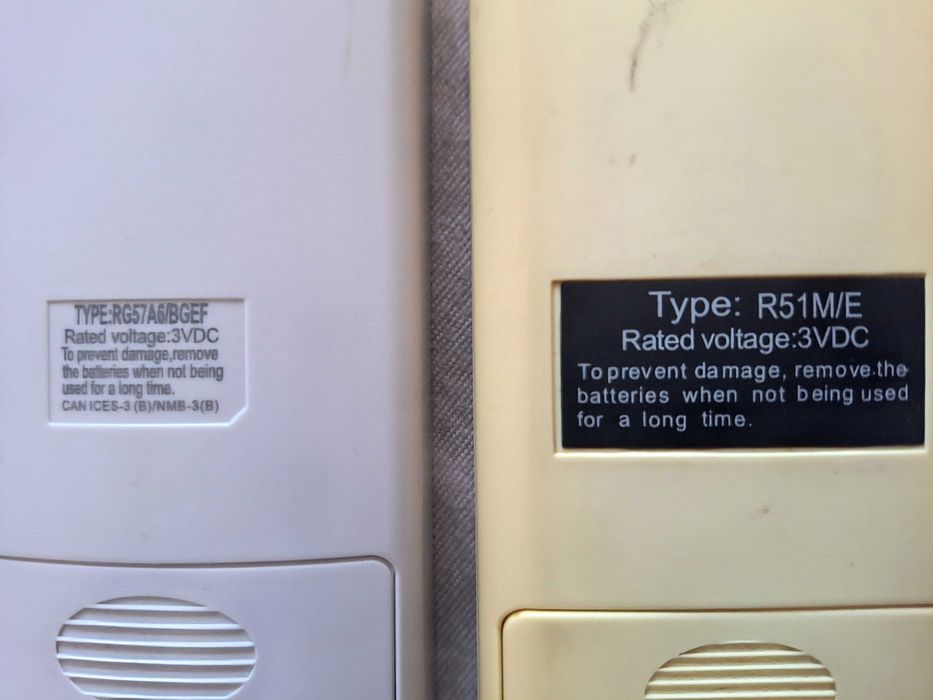 TYPE:RG57A6/BGEF
Rated voltage:3VDC
To prevent damage,remove
the batteries when not being
used for a long time.
CAN ICES-3 (B)/NMB-3(B)
Type: R51M/E
Rated voltage:3VDC
To prevent damage, remove the
batteries when not being used
for a long time.